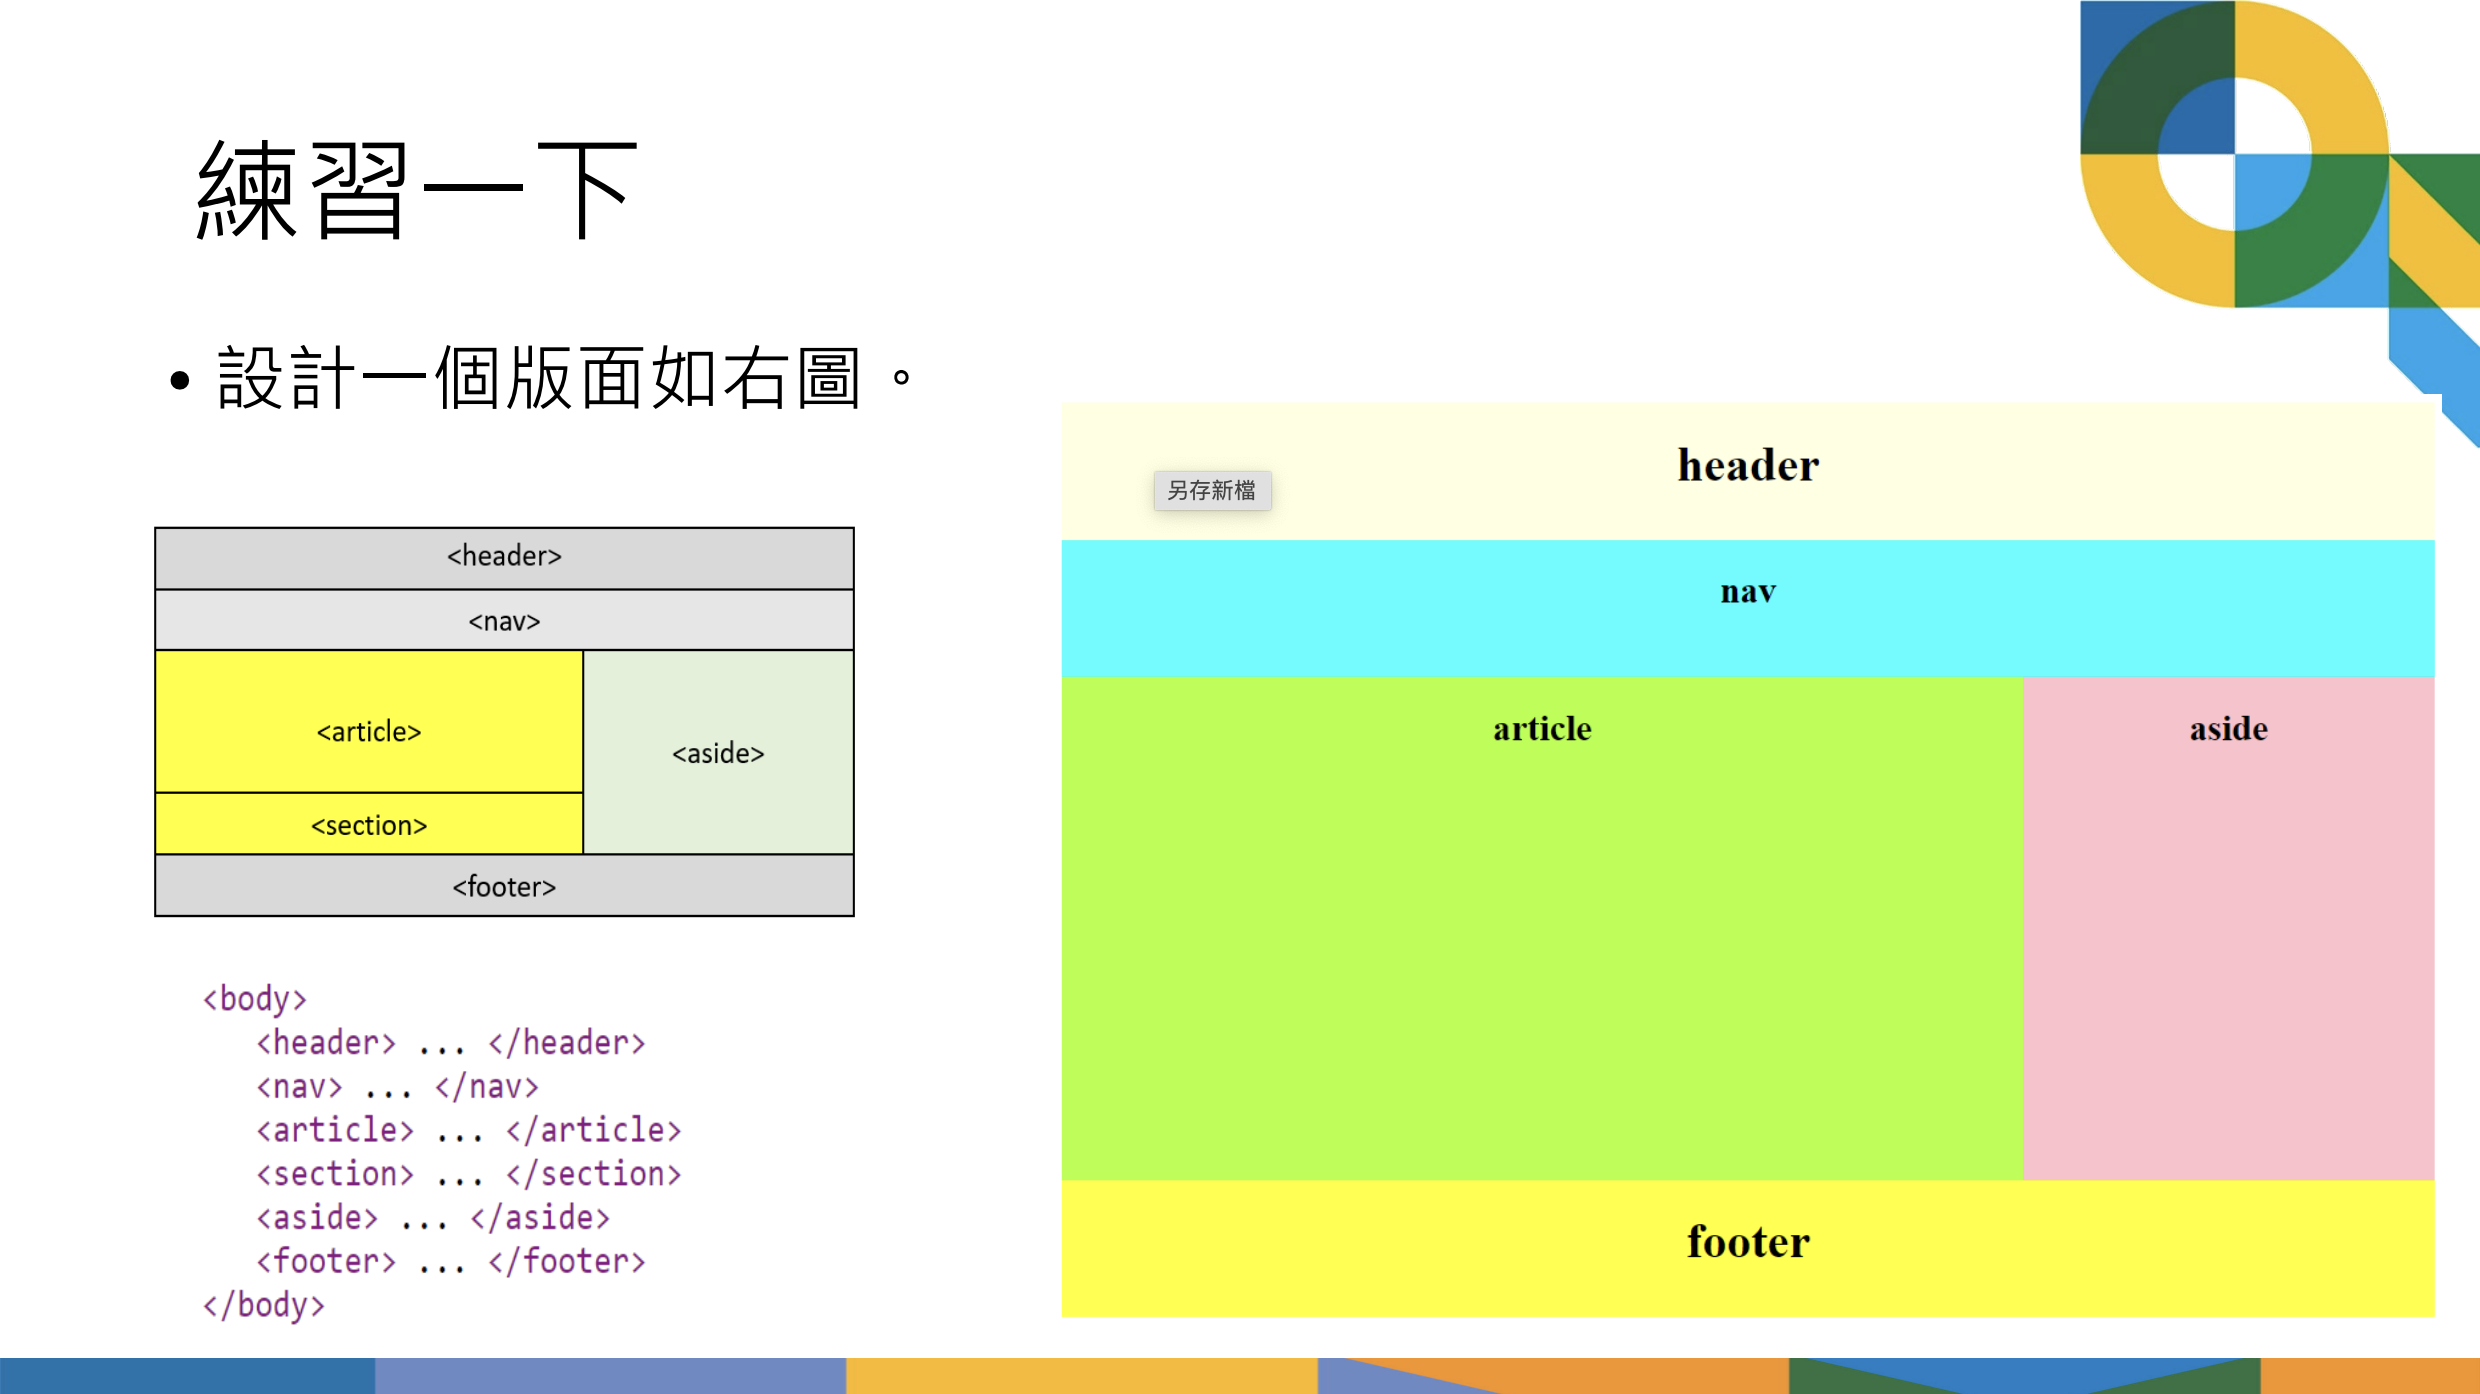 練習一下
• 設計一個版面如右圖。
<header>
<nav>
<article>
<aside>
<section>
<footer>
<body>
<header> ... </header>
<nav> ... </nav>
<article> ... </article>
<section> ... </section>
<aside> ... </aside>
<footer> ... </footer>
</body>
header
另存新檔
nav
article
aside
footer